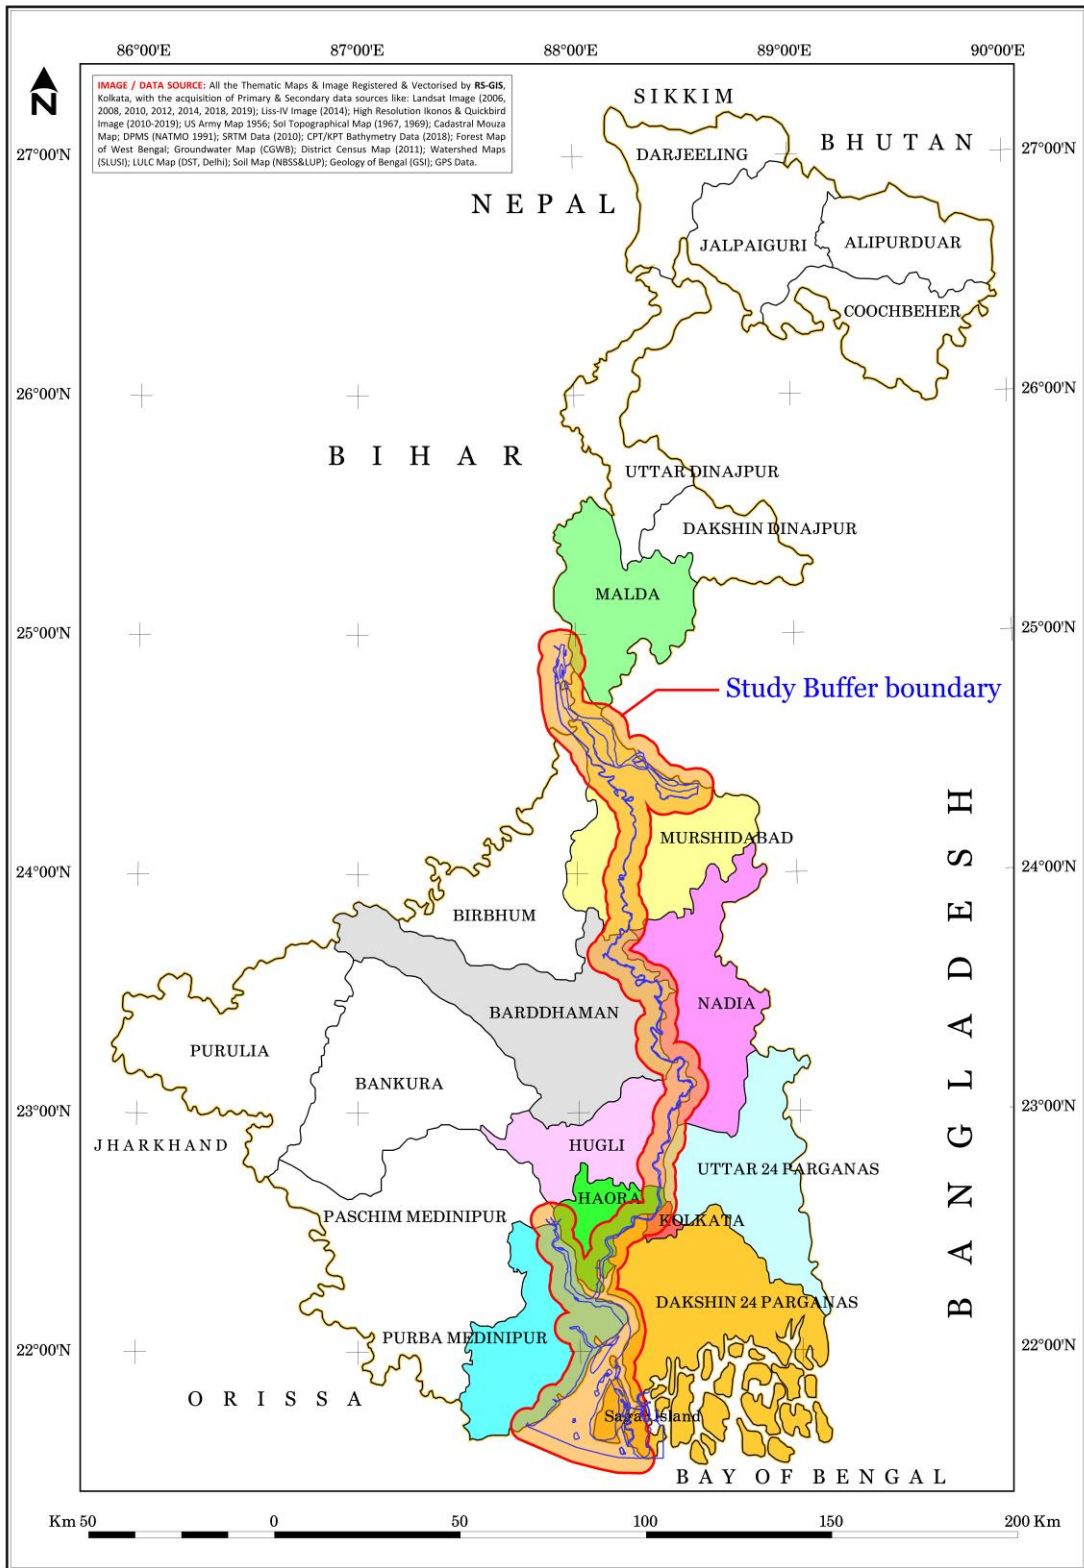 86°00'E 87°00'E 88°00'E 89°00'E 90°00'E
N
IMAGE / DATA SOURCE: All the Thematic Maps & Image Registered & Vectorised by RS-GIS,
Kolkata, with the acquisition of Primary & Secondary data sources like: Landsat Image (2006,
2008, 2010, 2012, 2014, 2018, 2019); Liss-IV Image (2014); High Resolution Ikonos & Quickbird
Image (2010-2019); US Army Map 1956; SoI Topographical Map (1967, 1969); Cadastral Mouza
Map; DPMS (NATMO 1991); SRTM Data (2010); CPT/KPT Bathymetry Data (2018); Forest Map
of West Bengal; Groundwater Map (CGWB); District Census Map (2011); Watershed Maps
(SLUSI); LULC Map (DST, Delhi); Soil Map (NBSS&LUP); Geology of Bengal (GSI); GPS Data.
SIKKIM
BHUTAN
27°00'N 27°00'N
DARJEELING
NEPAL
JALPAIGURI
ALIPURDUAR
COOCHBEHER
26°00'N 26°00'N
BIHAR
UTTAR DINAJPUR
DAKSHIN DINAJPUR
MALDA
25°00'N 25°00'N
Study Buffer boundary
BANGLADESH
MURSHIDABAD
24°00'N 24°00'N
BIRBHUM
NADIA
BARDDHAMAN
PURULIA
BANKURA
23°00'N 23°00'N
JHARKHAND
HUGLI
UTTAR 24 PARGANAS
HAORA
PASCHIM MEDINIPUR
KOLKATA
DAKSHIN 24 PARGANAS
PURBA MEDINIPUR
22°00'N 22°00'N
ORISSA
Sagar Island
BAY OF BENGAL
Km 50 0 50 100 150 200 Km